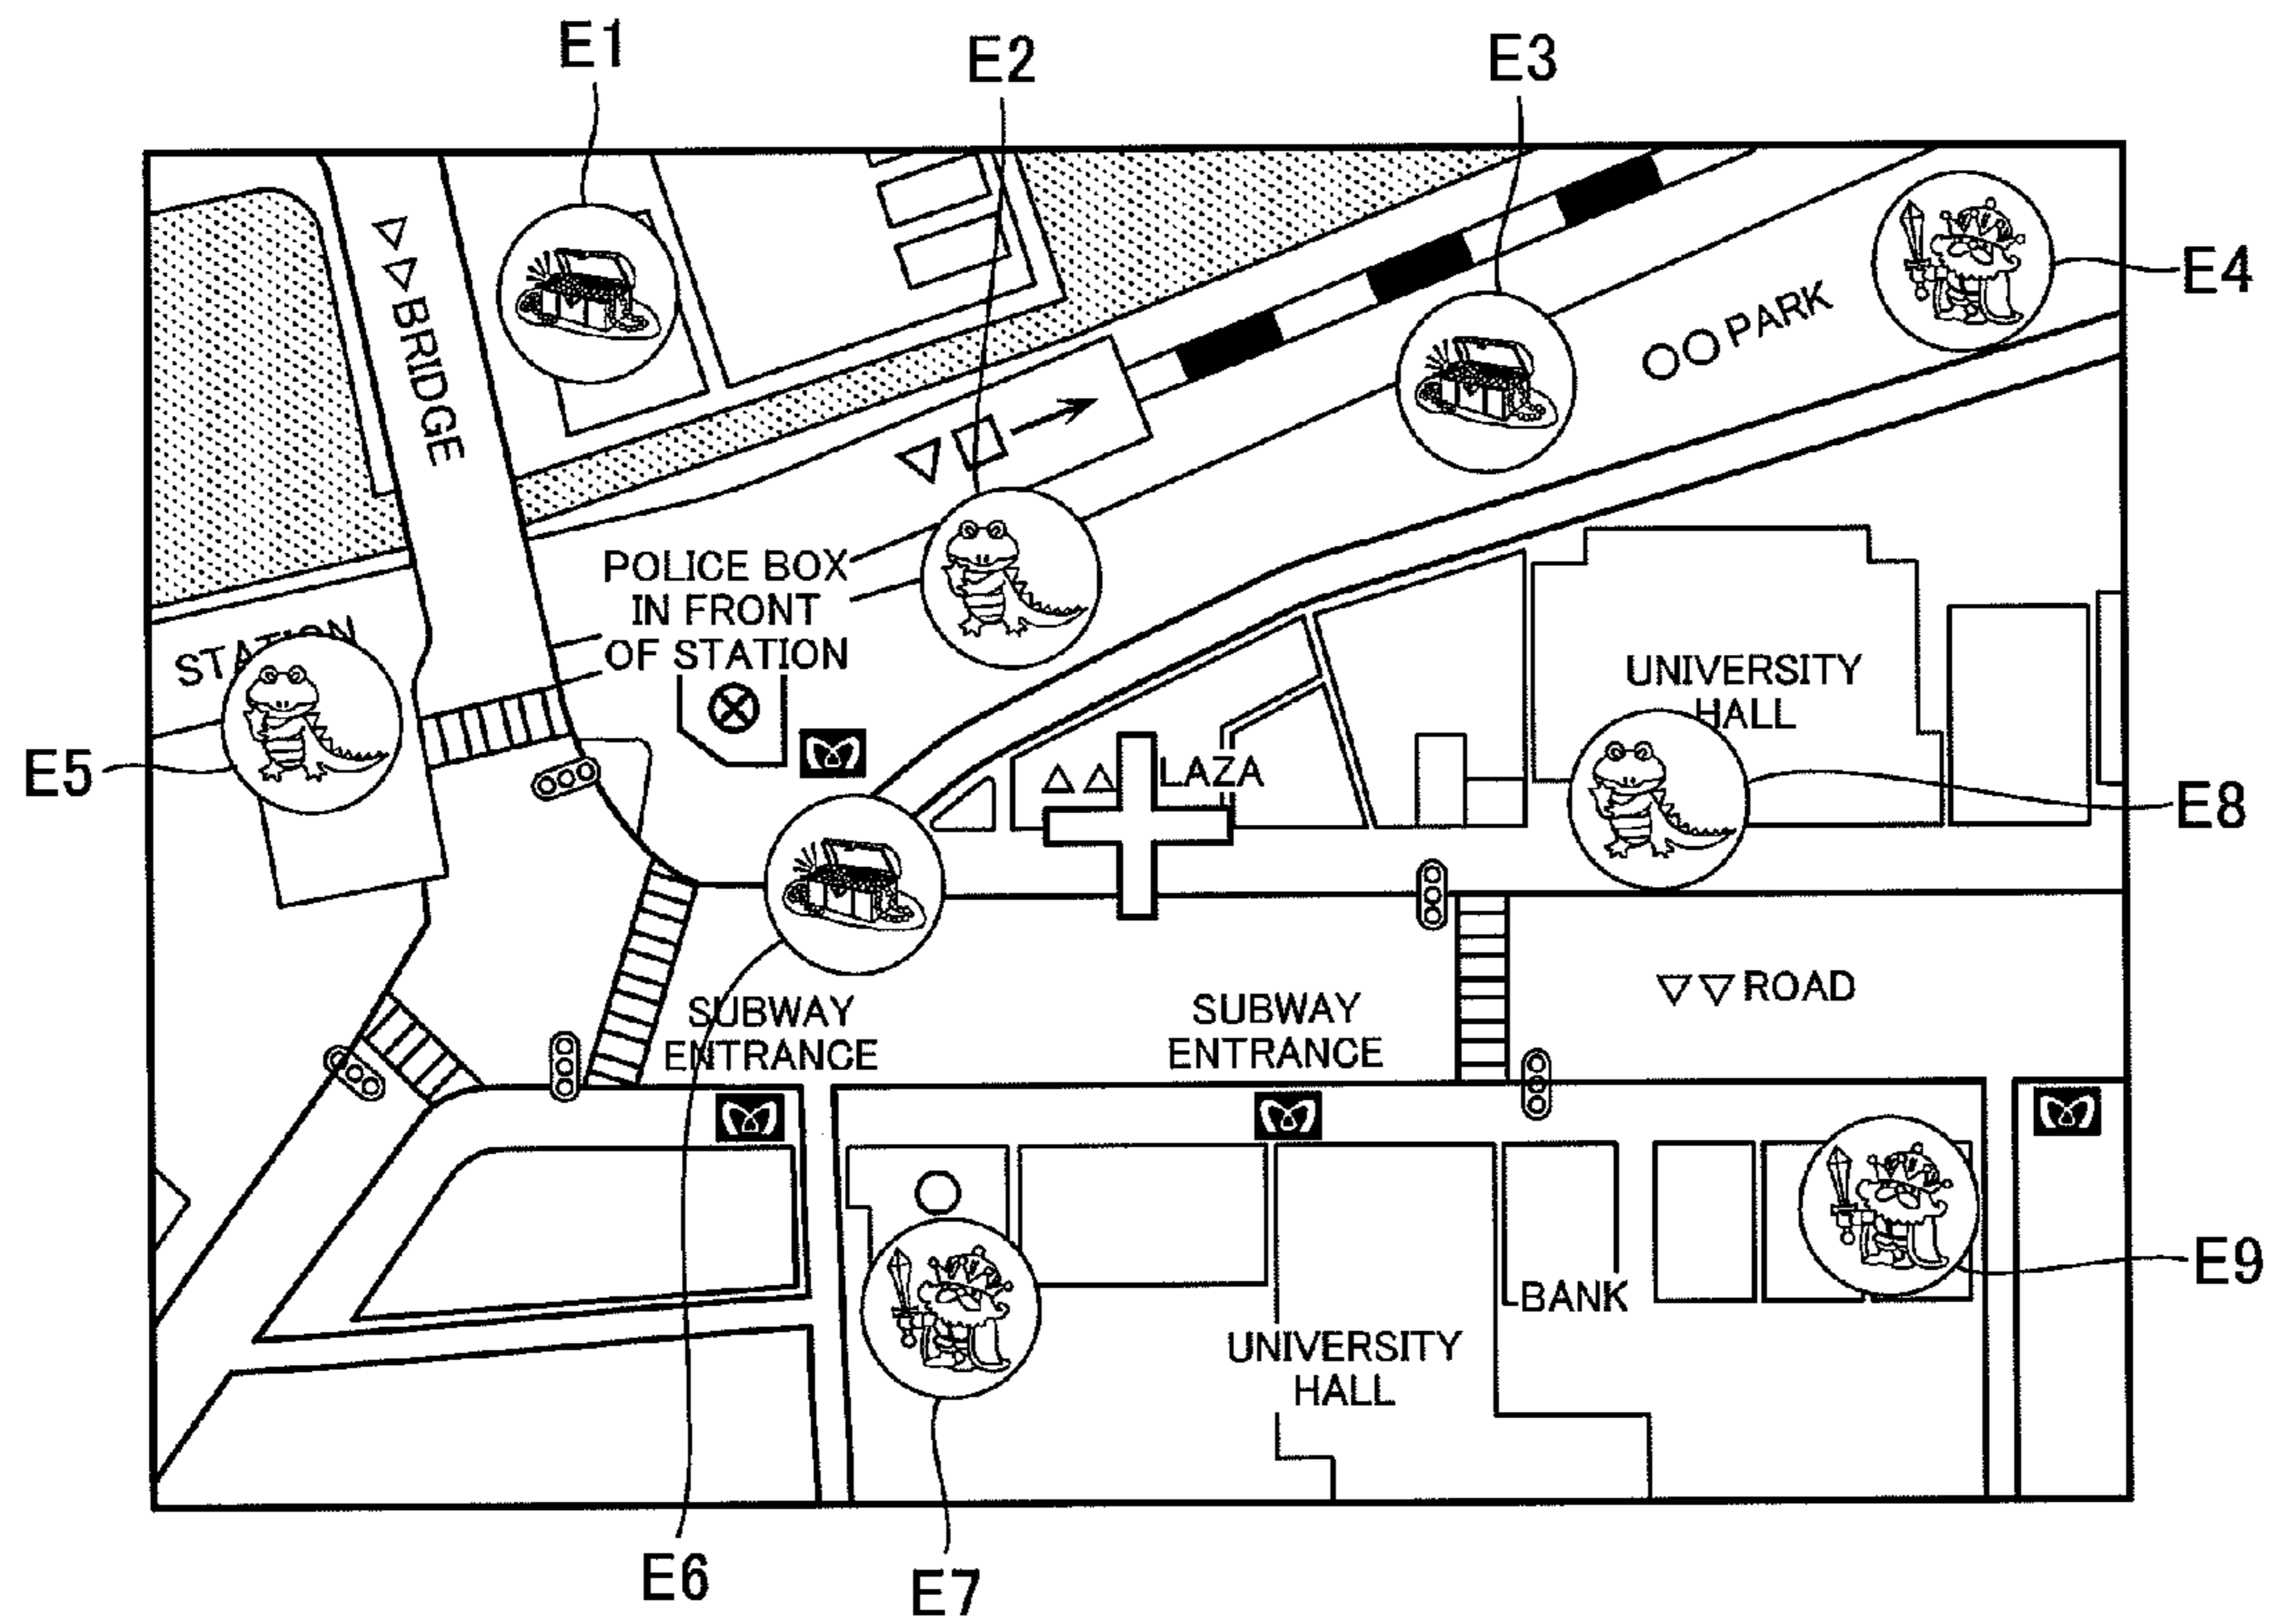 E1
E2
E3
E4
▽▽BRIDGE
○○PARK
▽□→
POLICE BOX
IN FRONT
OF STATION
STATION
UNIVERSITY
HALL
E5
△△ LAZA
E8
▽▽ROAD
SUBWAY
ENTRANCE
SUBWAY
ENTRANCE
BANK
E9
UNIVERSITY
HALL
E6
E7